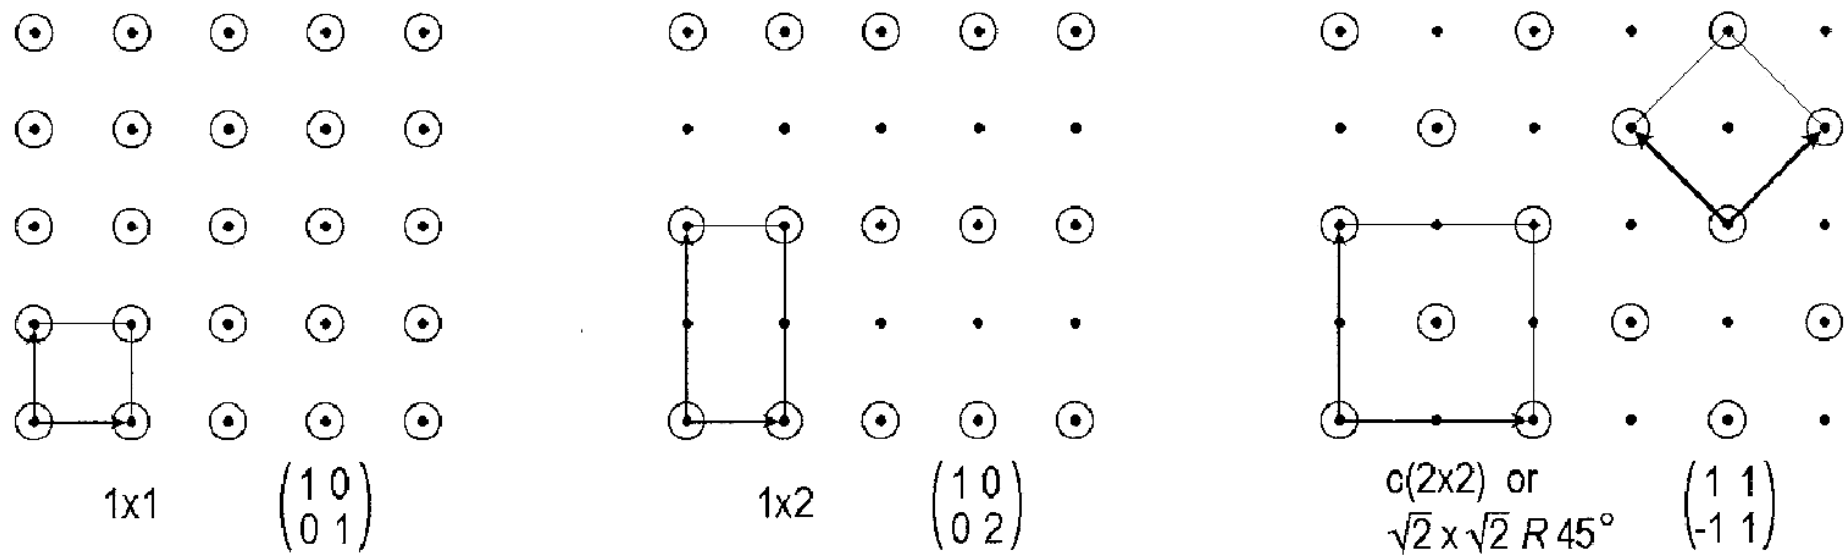 1x1
(1 0
0 1)
1x2
(1 0
0 2)
c(2x2) or
√2 x √2 R 45°
(1 1
-1 1)